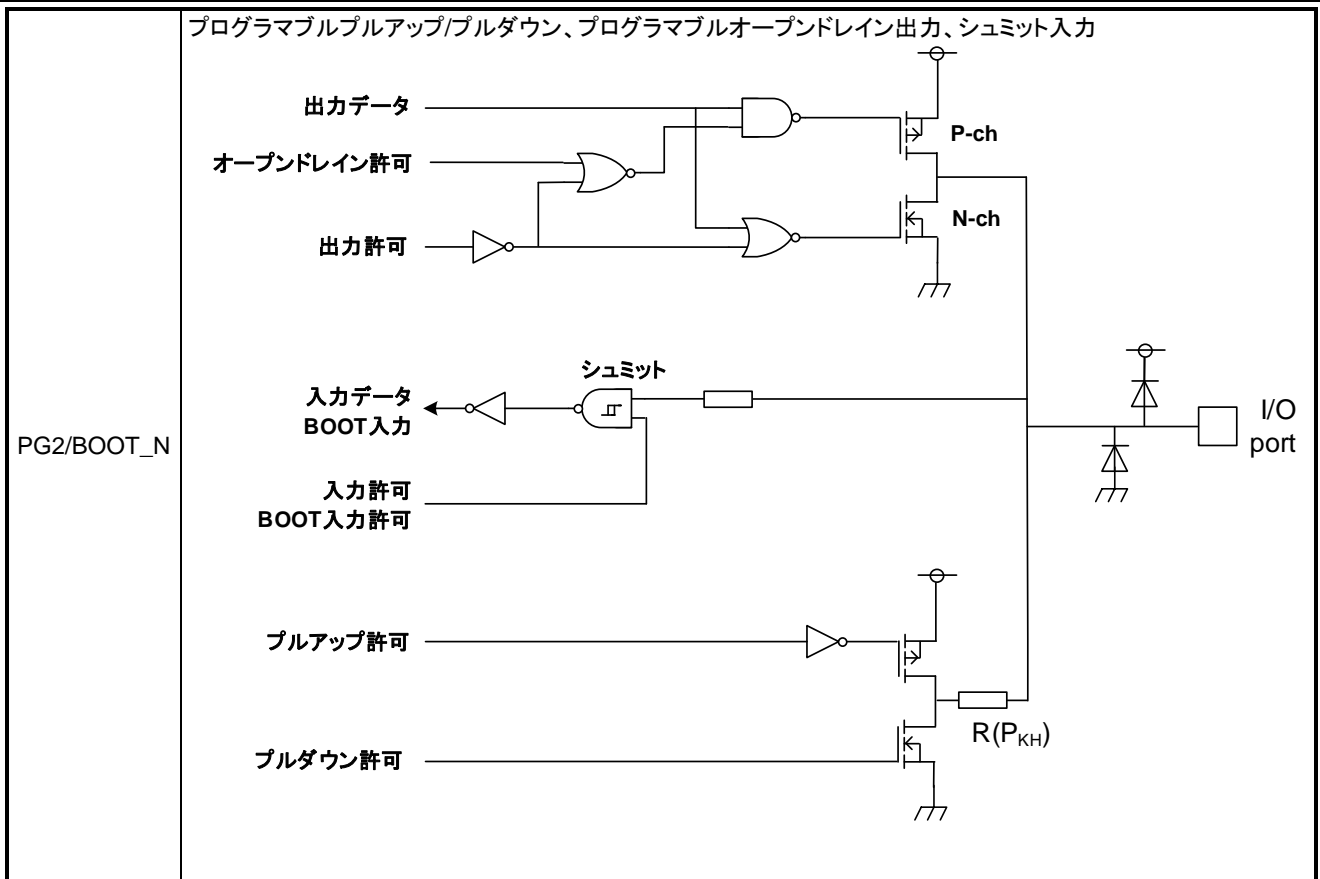 プログラマブルプルアップ/プルダウン、プログラマブルオープンドレイン出力、シュミット入力
出力データ
P-ch
オープンドレイン許可
N-ch
出力許可
シュミット
入力データ
BOOT入力
I/O
port
PG2/BOOT_N
入力許可
BOOT入力許可
プルアップ許可
R(PKH)
プルダウン許可